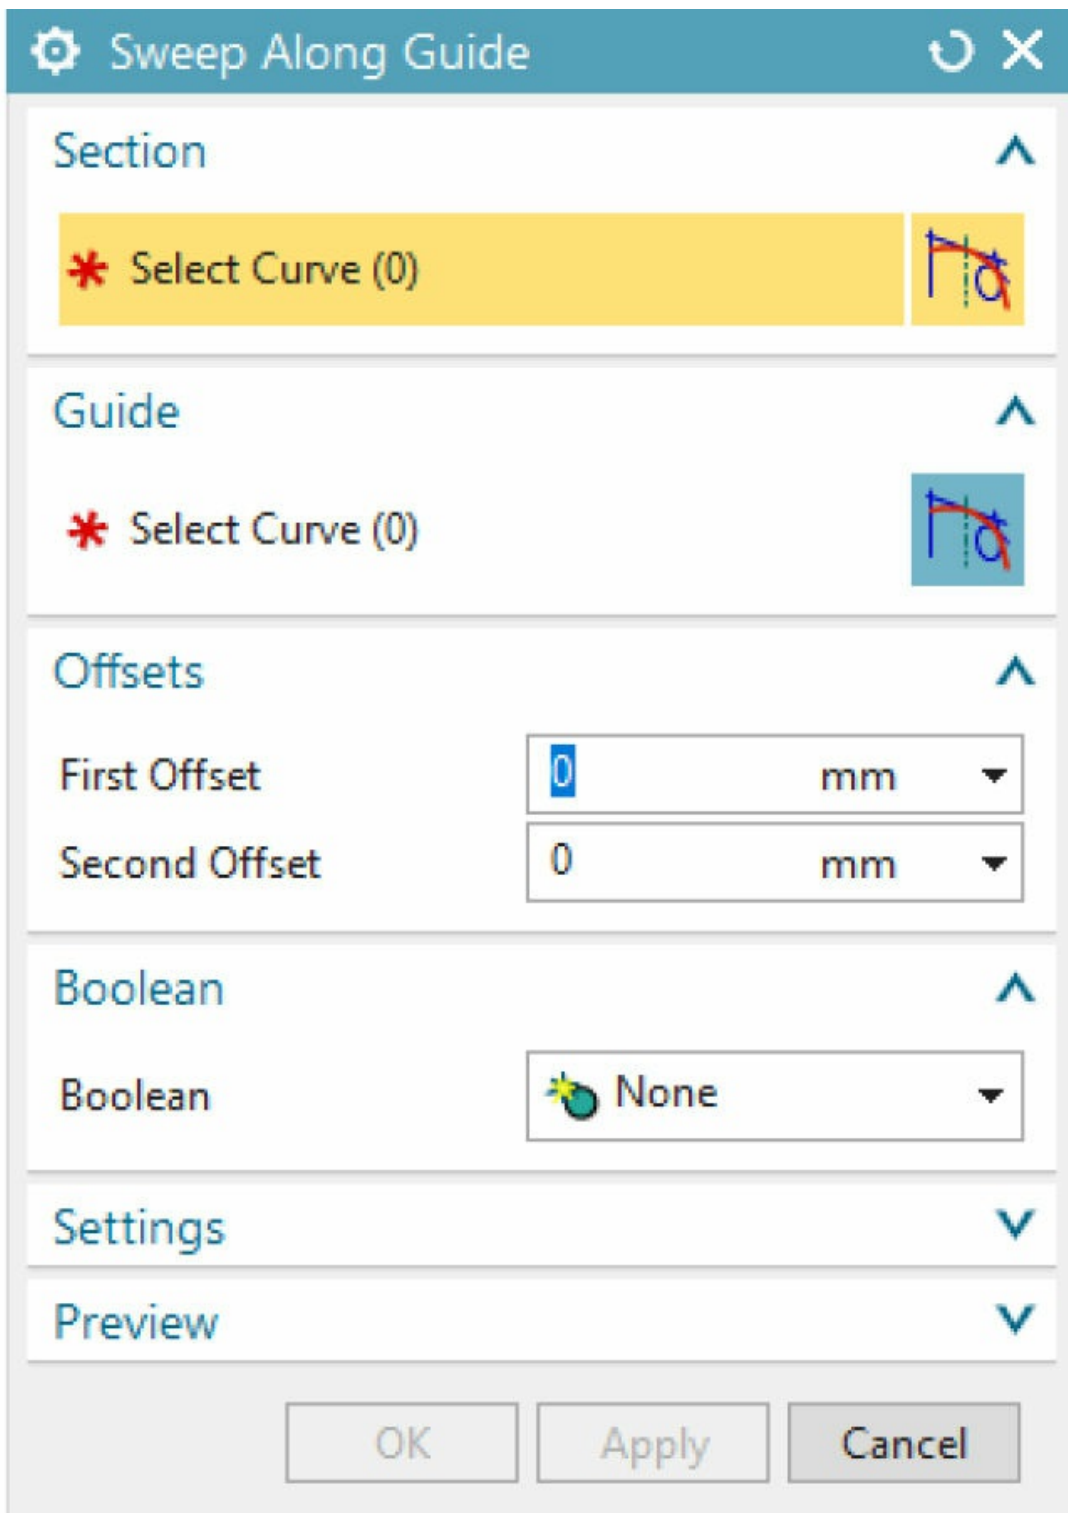 Sweep Along Guide
Section
* Select Curve (0)
Guide
* Select Curve (0)
Offsets
First Offset 0 mm
Second Offset 0 mm
Boolean
Boolean None
Settings
Preview
OK Apply Cancel